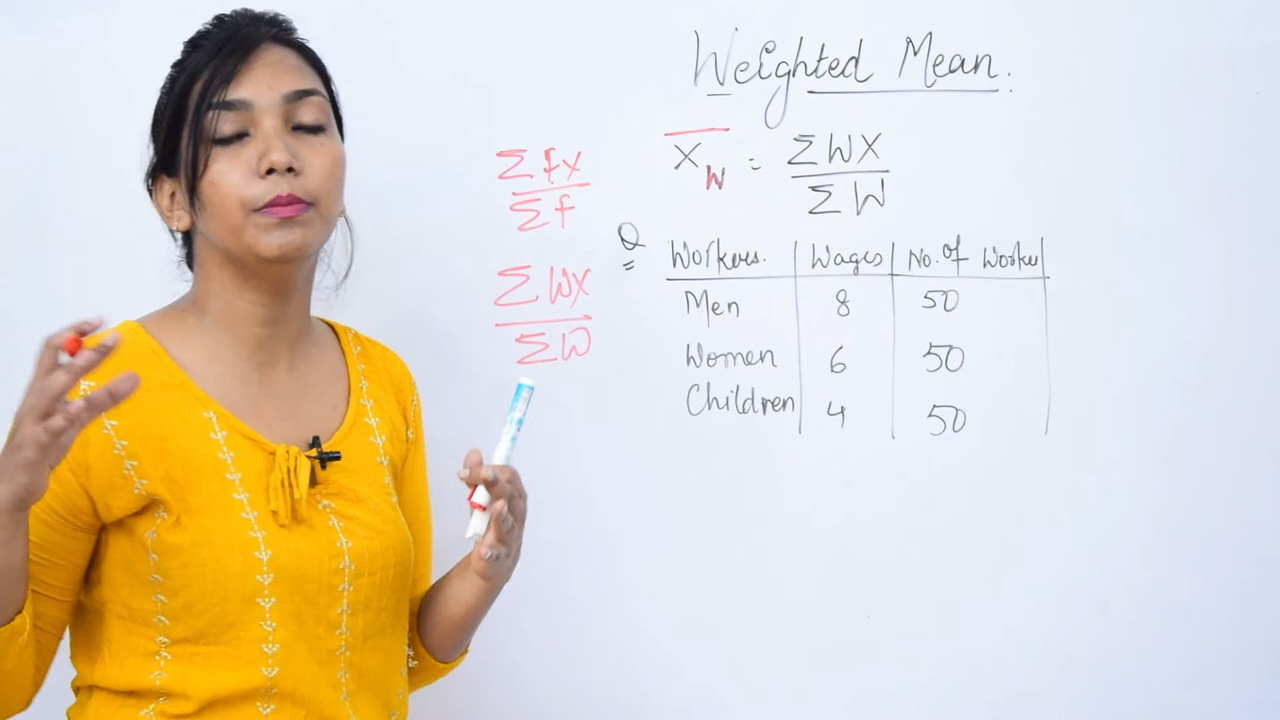 Weighted Mean.
X̄w = ΣWX / ΣW
Σfx / Σf
ΣWX / ΣW
Q
Workers. | Wages | No. of Worker
Men | 8 | 50
Women | 6 | 50
Children | 4 | 50